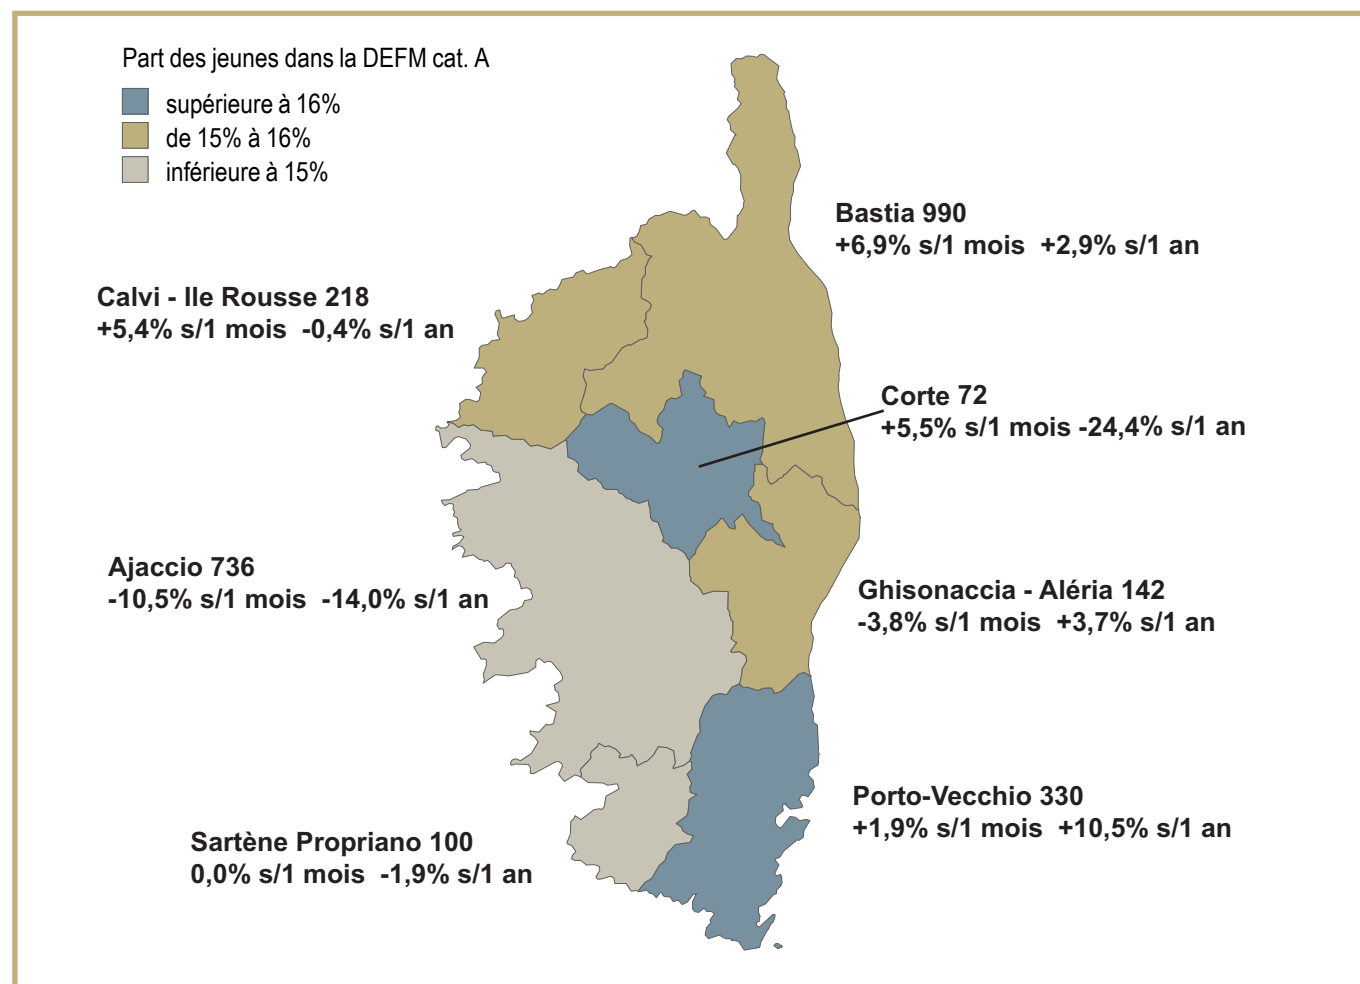 Part des jeunes dans la DEFM cat. A
supérieure à 16%
de 15% à 16%
inférieure à 15%
Bastia 990
+6,9% s/1 mois +2,9% s/1 an
Calvi - Ile Rousse 218
+5,4% s/1 mois -0,4% s/1 an
Corte 72
+5,5% s/1 mois -24,4% s/1 an
Ajaccio 736
-10,5% s/1 mois -14,0% s/1 an
Ghisonaccia - Aléria 142
-3,8% s/1 mois +3,7% s/1 an
Porto-Vecchio 330
+1,9% s/1 mois +10,5% s/1 an
Sartène Propriano 100
0,0% s/1 mois -1,9% s/1 an